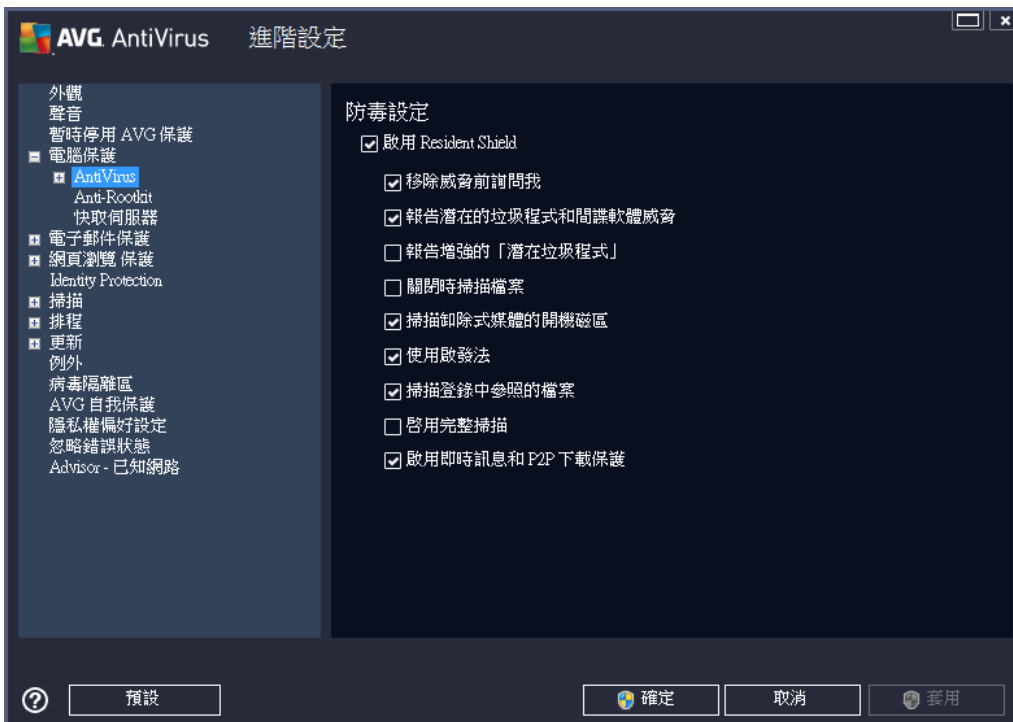 AVG. AntiVirus 進階設定
外觀
聲音
暫時停用 AVG 保護
電腦保護
AntiVirus
Anti-Rootkit
快取伺服器
電子郵件保護
網頁瀏覽 保護
Identity Protection
掃描
排程
更新
例外
病毒隔離區
AVG 自我保護
隱私權偏好設定
忽略錯誤狀態
Advisor - 已知網路
防毒設定
啟用 Resident Shield
移除威脅前詢問我
報告潛在的垃圾程式和間諜軟體威脅
報告增強的「潛在垃圾程式」
關閉時掃描檔案
掃描卸除式媒體的開機磁區
使用啟發法
掃描登錄中參照的檔案
啓用完整掃描
啟用即時訊息和 P2P 下載保護
預設
確定
取消
套用